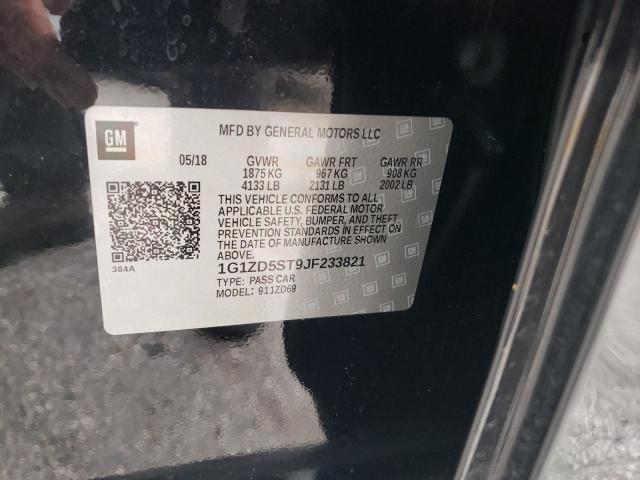 GM
MFD BY GENERAL MOTORS LLC
05/18 GVWR GAWR FRT GAWR RR
1875 KG 967 KG 908 KG
4133 LB 2131 LB 2002 LB
THIS VEHICLE CONFORMS TO ALL
APPLICABLE U.S. FEDERAL MOTOR
VEHICLE SAFETY, BUMPER, AND THEFT
PREVENTION STANDARDS IN EFFECT ON
THE DATE OF MANUFACTURE SHOWN
ABOVE.
384A
1G1ZD5ST9JF233821
TYPE: PASS CAR
MODEL: 911ZD69